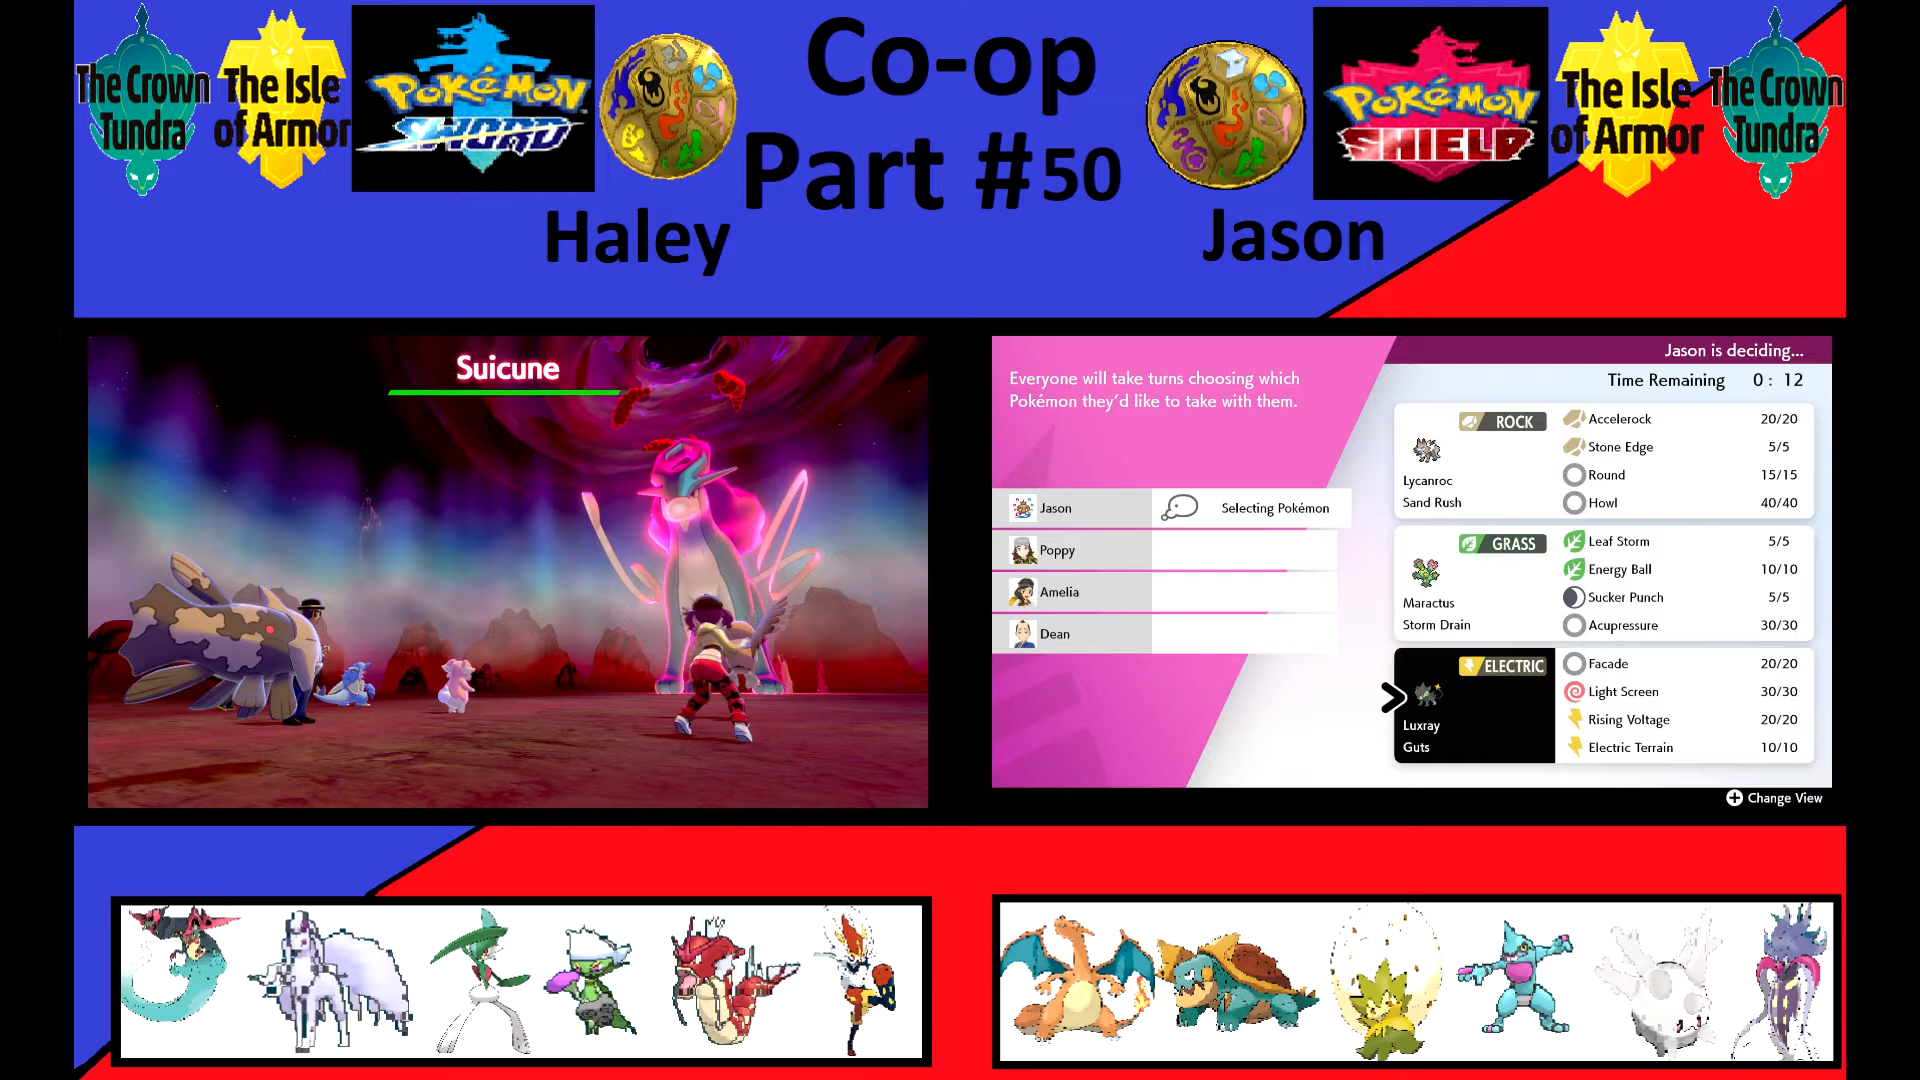 The Crown
Tundra
The Isle
of Armor
POKÉMON
SWORD
Co-op
Part #50
POKÉMON
SHIELD
The Isle
of Armor
The Crown
Tundra
Haley
Jason
Suicune
Everyone will take turns choosing which
Pokémon they'd like to take with them.
Jason
Selecting Pokémon
Poppy
Amelia
Dean
Jason is deciding...
Time Remaining 0 : 12
ROCK
Lycanroc
Sand Rush
Accelerock 20/20
Stone Edge 5/5
Round 15/15
Howl 40/40
GRASS
Maractus
Storm Drain
Leaf Storm 5/5
Energy Ball 10/10
Sucker Punch 5/5
Acupressure 30/30
ELECTRIC
Luxray
Guts
Facade 20/20
Light Screen 30/30
Rising Voltage 20/20
Electric Terrain 10/10
Change View